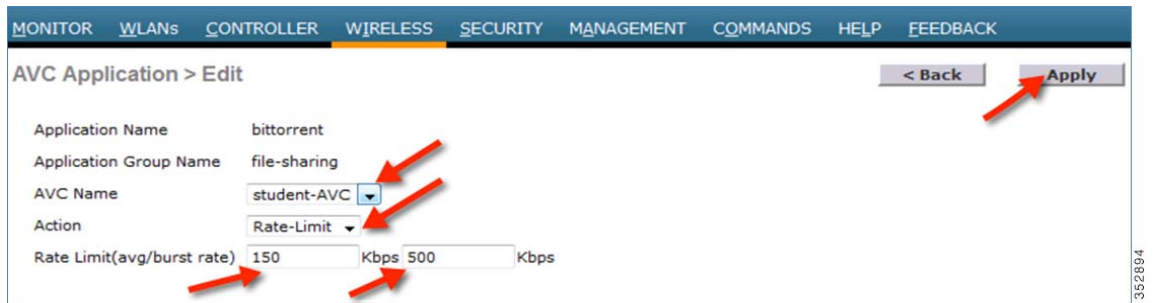 MONITOR WLANs CONTROLLER WIRELESS SECURITY MANAGEMENT COMMANDS HELP FEEDBACK
AVC Application > Edit
< Back
Apply
Application Name bittorrent
Application Group Name file-sharing
AVC Name student-AVC
Action Rate-Limit
Rate Limit(avg/burst rate) 150 Kbps 500 Kbps
352894